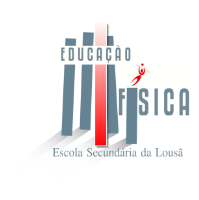 EDUCAÇÃO
FÍSICA
Escola Secundária da Lousã